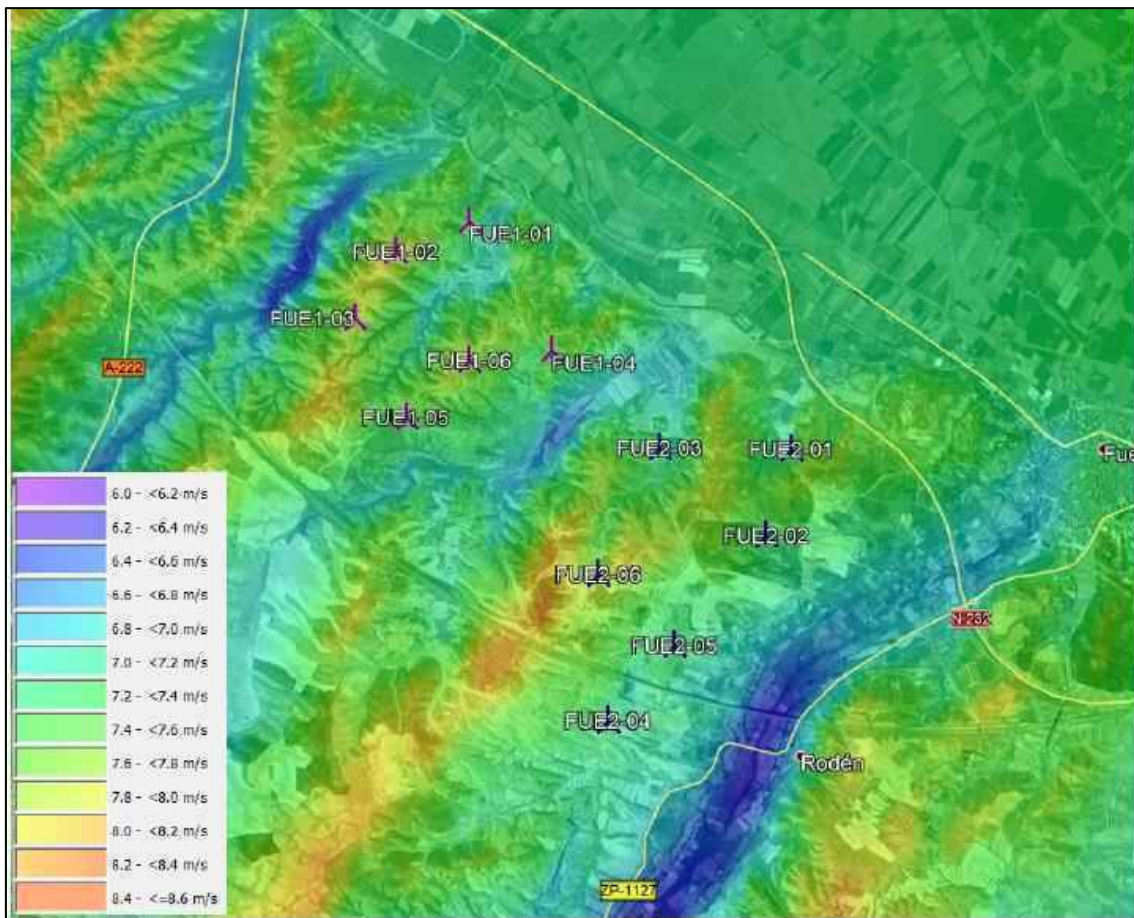 FUE1-01
FUE1-02
FUE1-03
FUE1-06
FUE1-04
A-222
FUE1-05
FUE2-03
FUE2-01
Fue
FUE2-02
FUE2-06
N-232
FUE2-05
FUE2-04
Rodén
ZP-1127
6.0 - <6.2 m/s
6.2 - <6.4 m/s
6.4 - <6.6 m/s
6.6 - <6.8 m/s
6.8 - <7.0 m/s
7.0 - <7.2 m/s
7.2 - <7.4 m/s
7.4 - <7.6 m/s
7.6 - <7.8 m/s
7.8 - <8.0 m/s
8.0 - <8.2 m/s
8.2 - <8.4 m/s
8.4 - <=8.6 m/s